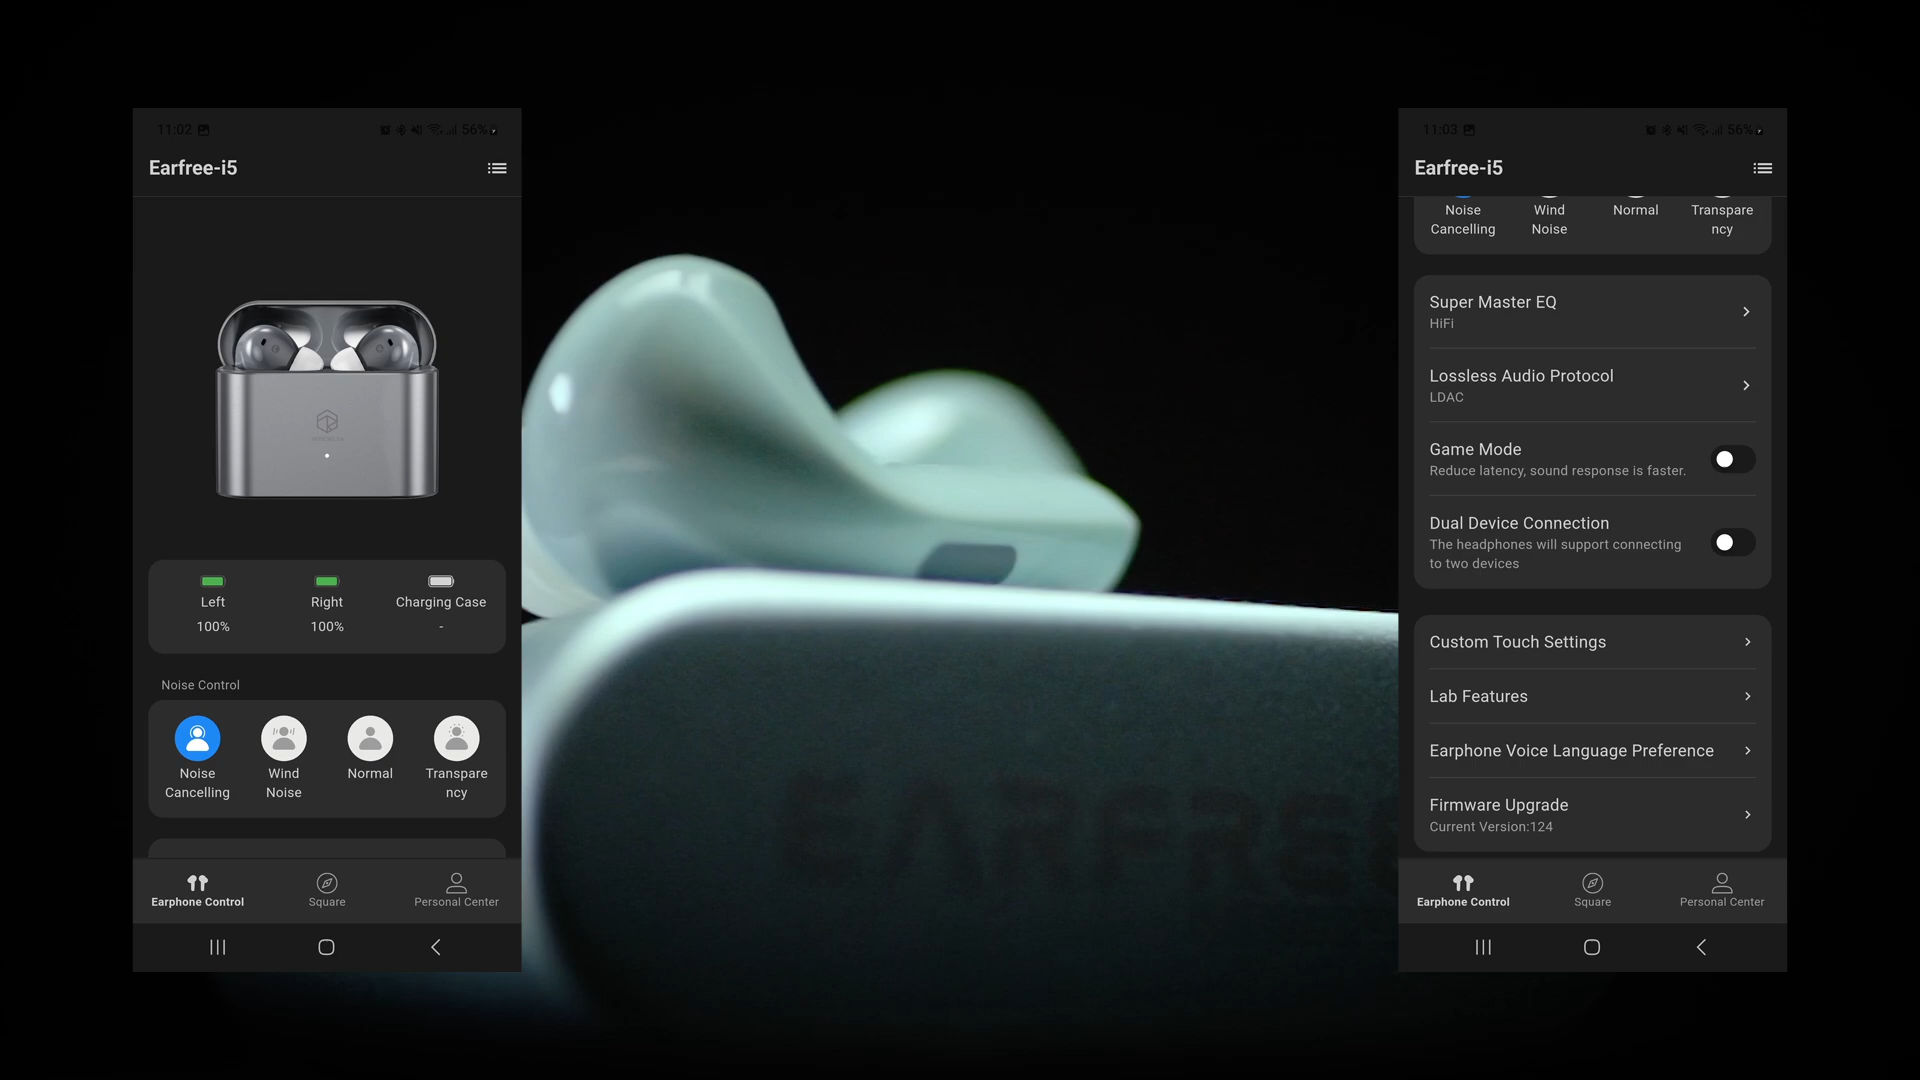 11:02
56%
Earfree-i5
Left
Right
Charging Case
100%
100%
-
Noise Control
Noise
Cancelling
Wind
Noise
Normal
Transpare
ncy
Earphone Control
Square
Personal Center
EARFREE
11:03
56%
Earfree-i5
Noise
Cancelling
Wind
Noise
Normal
Transpare
ncy
Super Master EQ
HiFi
Lossless Audio Protocol
LDAC
Game Mode
Reduce latency, sound response is faster.
Dual Device Connection
The headphones will support connecting
to two devices
Custom Touch Settings
Lab Features
Earphone Voice Language Preference
Firmware Upgrade
Current Version:124
Earphone Control
Square
Personal Center